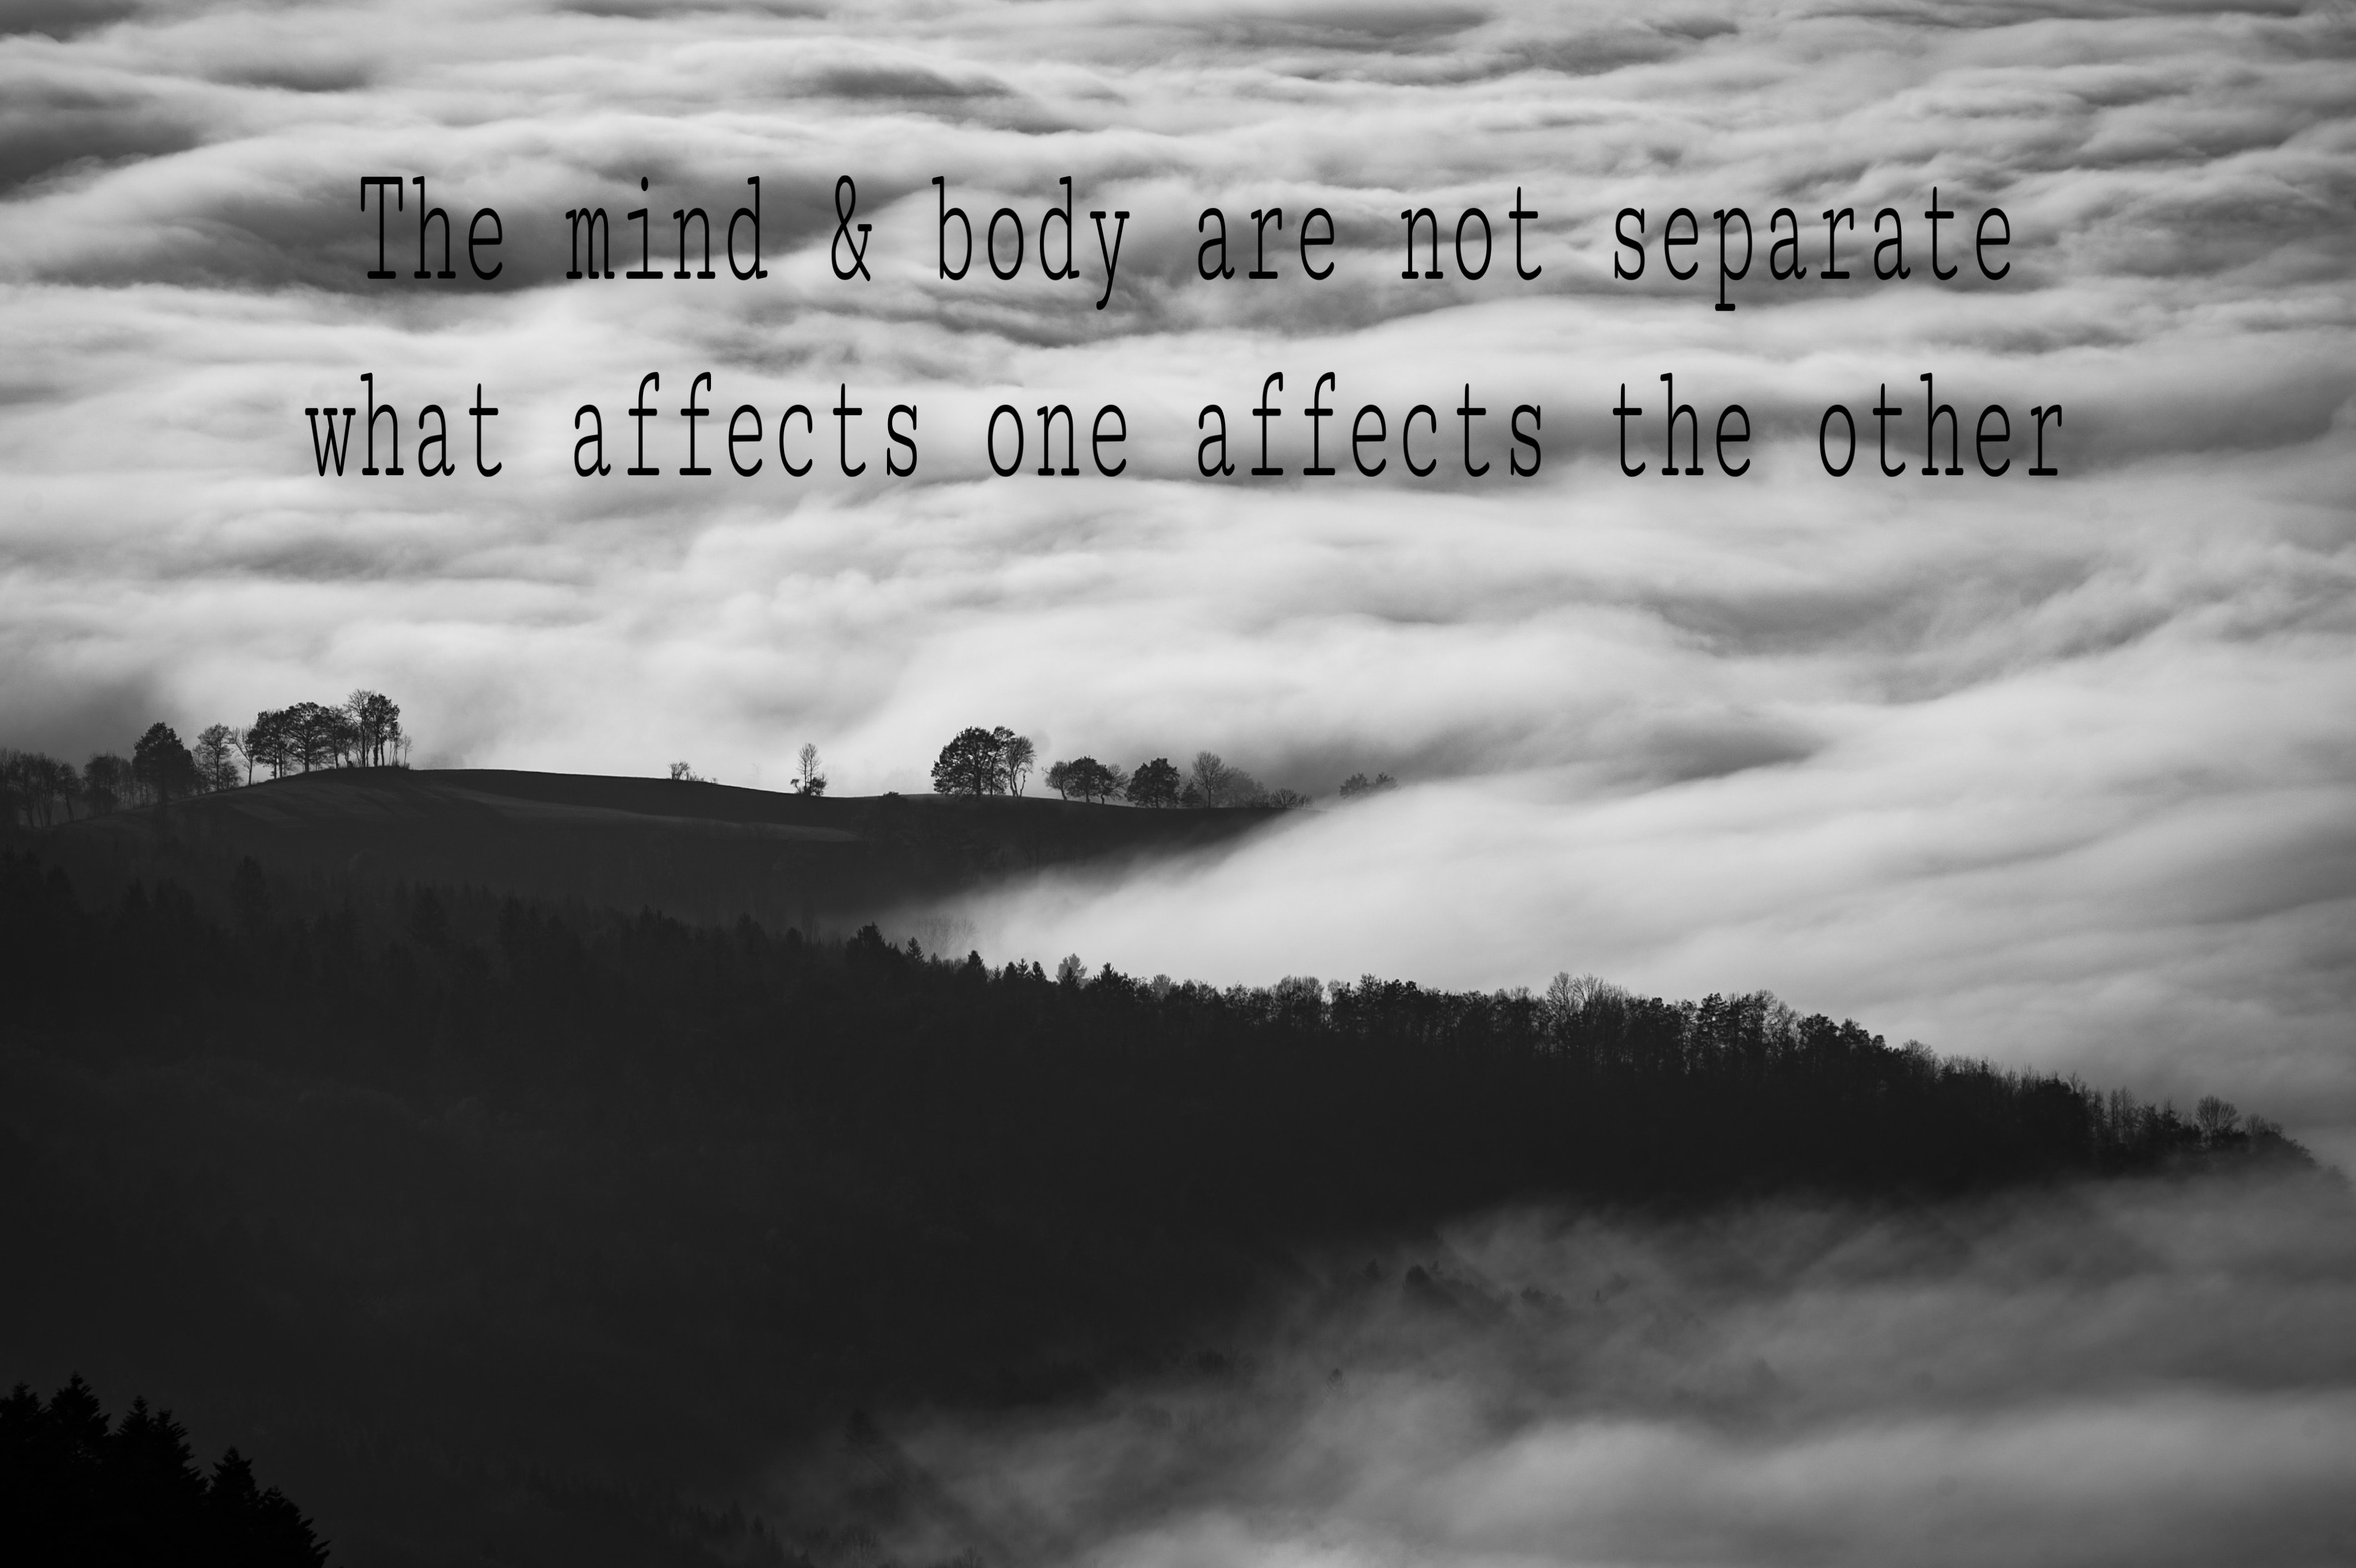 The mind & body are not separate
what affects one affects the other